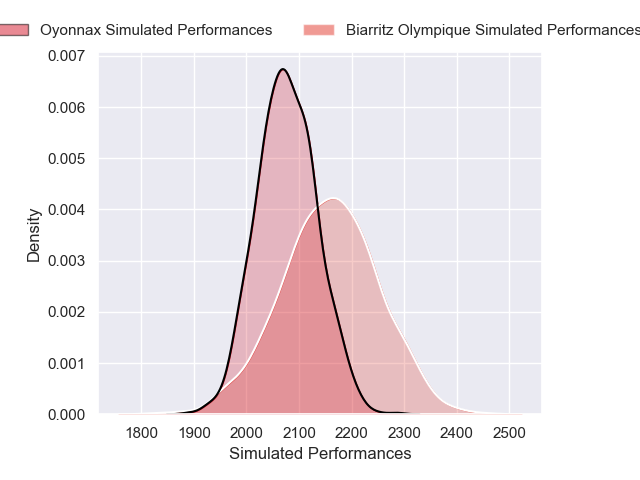 Oyonnax Simulated Performances
Biarritz Olympique Simulated Performances
0.007
0.006
0.005
0.004
0.003
0.002
0.001
0.000
Density
1800 1900 2000 2100 2200 2300 2400 2500
Simulated Performances